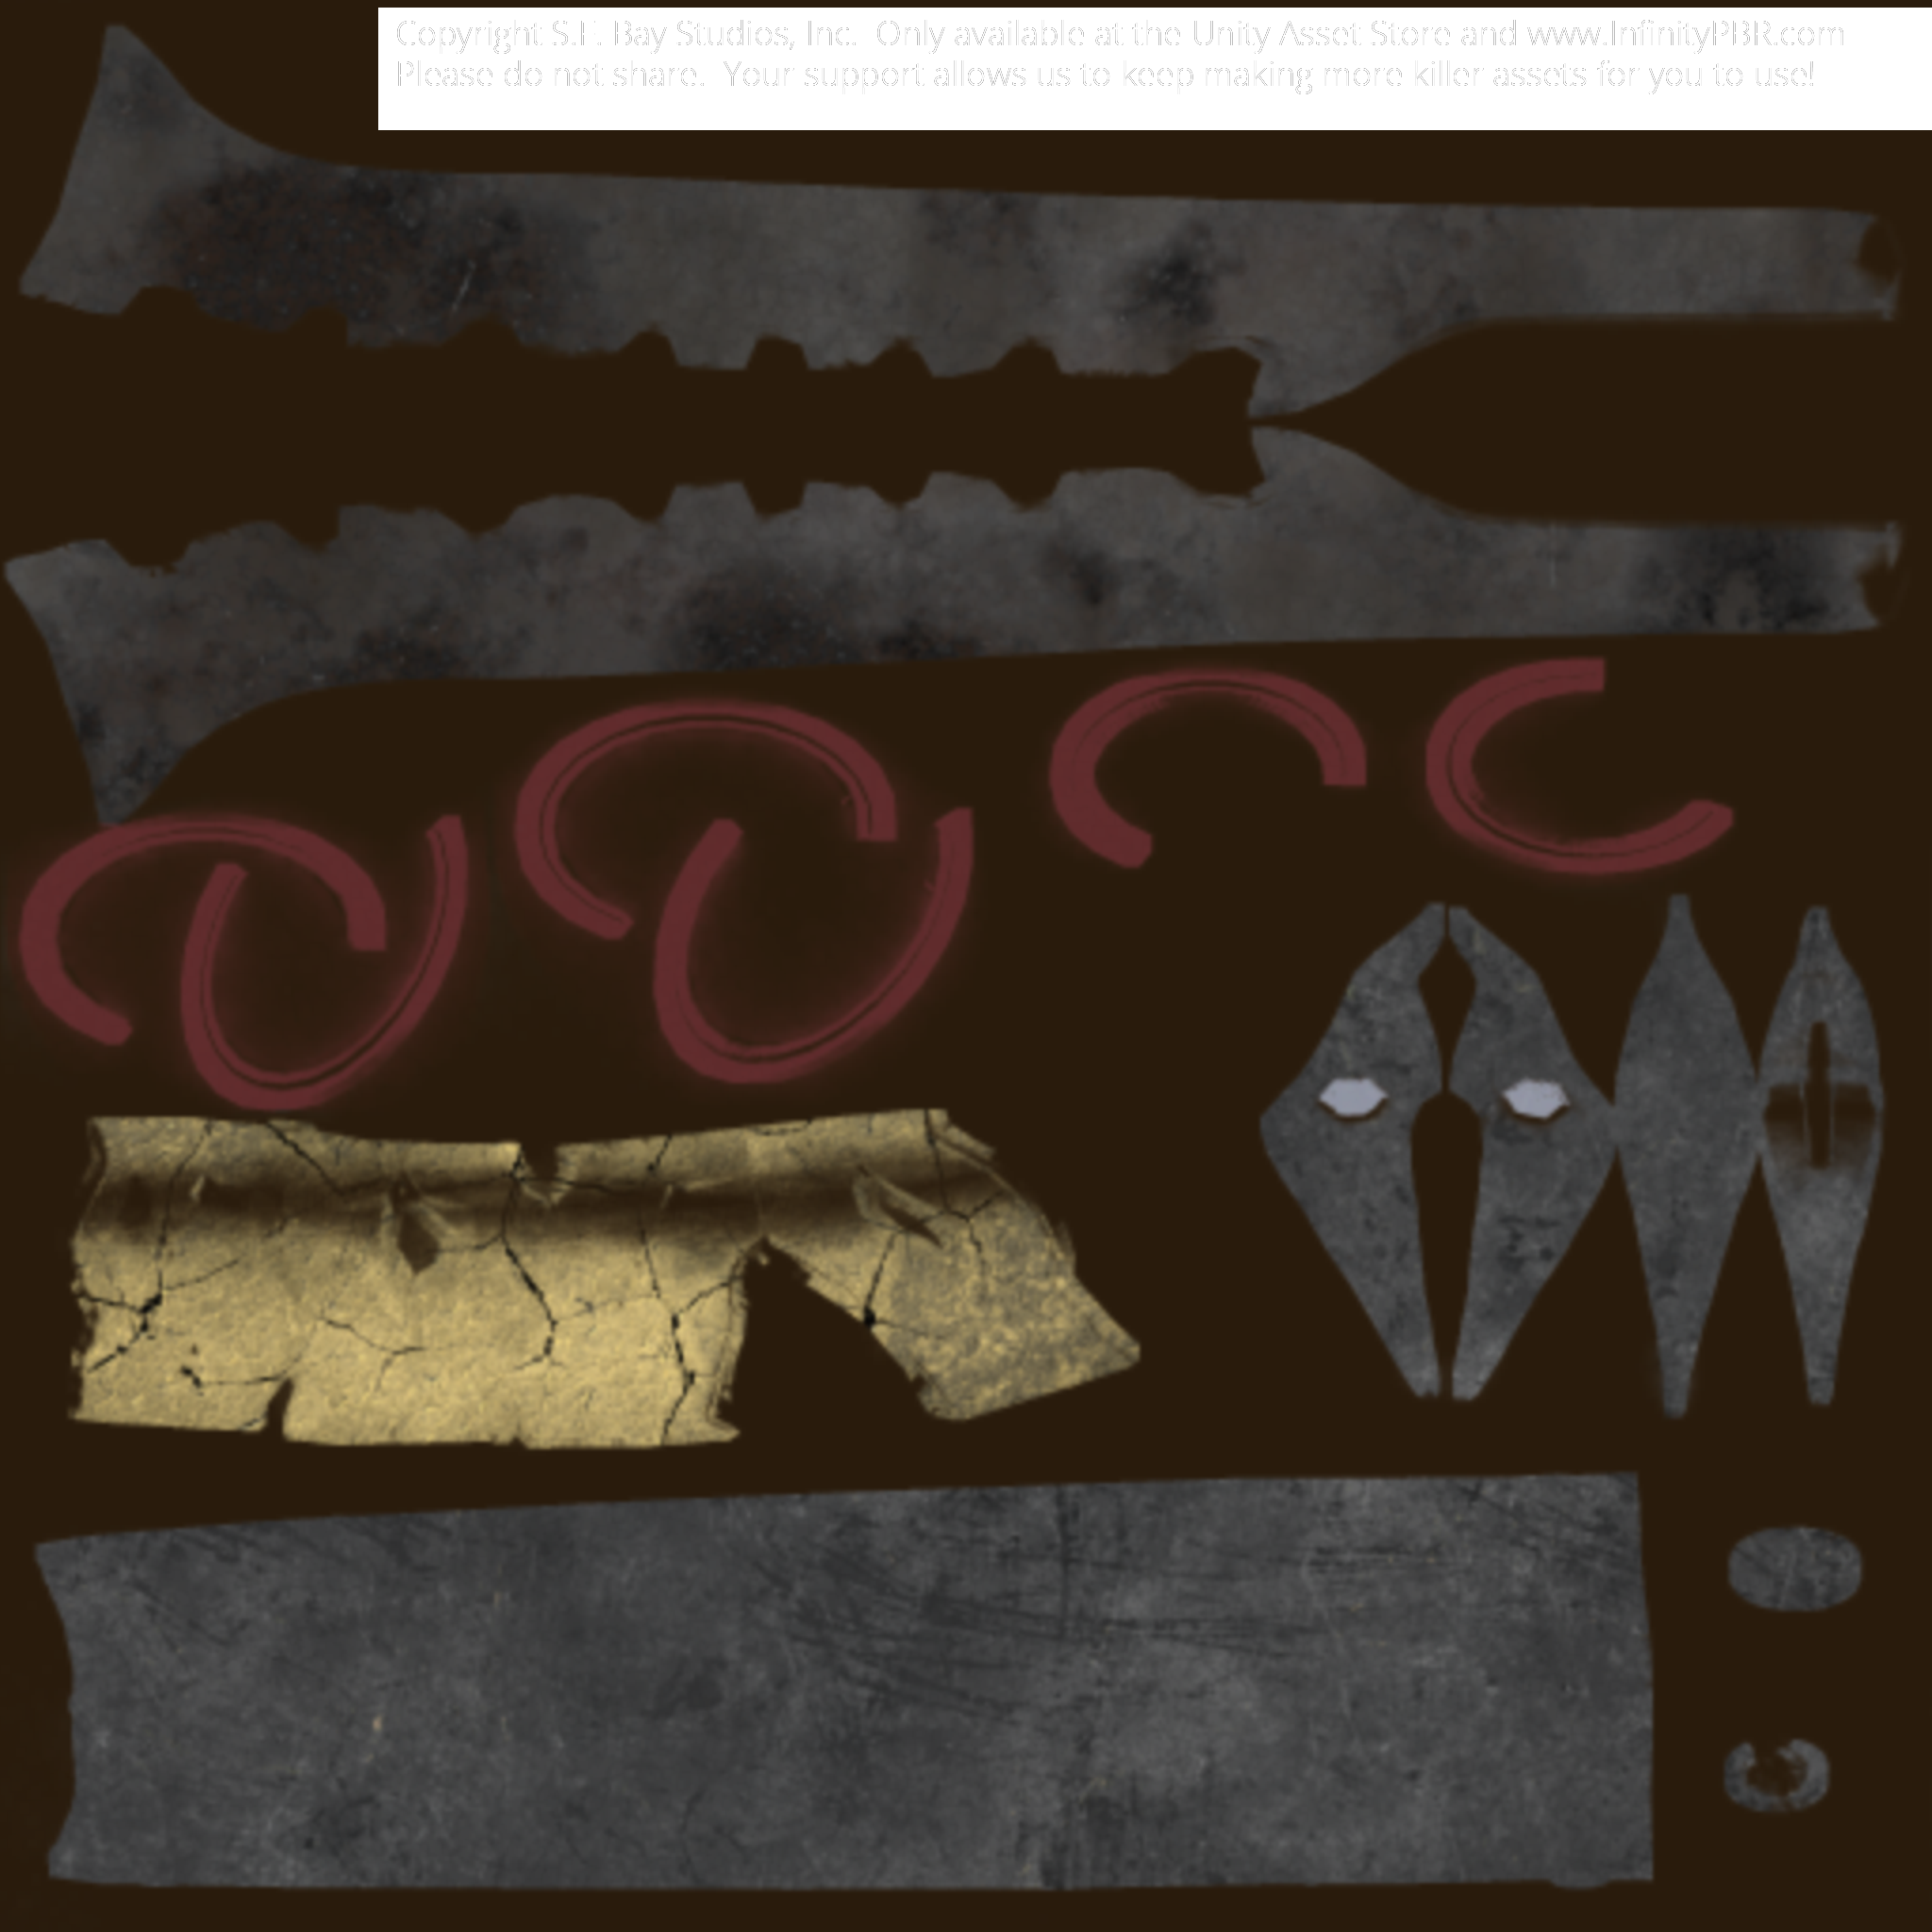 Copyright S.F. Bay Studios, Inc.  Only available at the Unity Asset Store and www.InfinityPBR.com
Please do not share.  Your support allows us to keep making more killer assets for you to use!